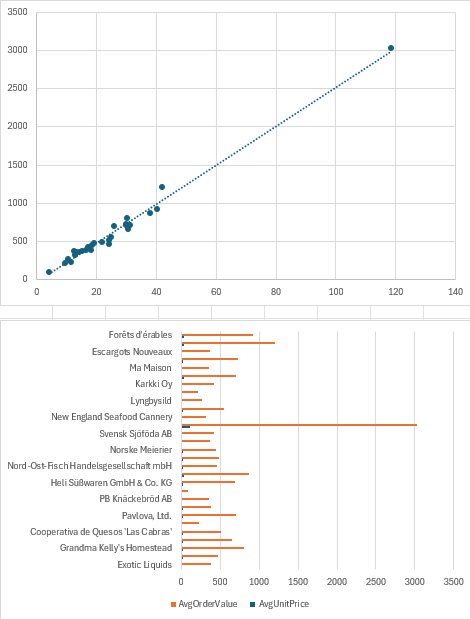 3500
3000
2500
2000
1500
1000
500
0
0 20 40 60 80 100 120 140
Forêts d'érables
Escargots Nouveaux
Ma Maison
Karkki Oy
Lyngbysild
New England Seafood Cannery
Svensk Sjöföda AB
Norske Meierier
Nord-Ost-Fisch Handelsgesellschaft mbH
Heli Süßwaren GmbH & Co. KG
PB Knäckebröd AB
Pavlova, Ltd.
Cooperativa de Quesos 'Las Cabras'
Grandma Kelly's Homestead
Exotic Liquids
0 500 1000 1500 2000 2500 3000 3500
AvgOrderValue AvgUnitPrice